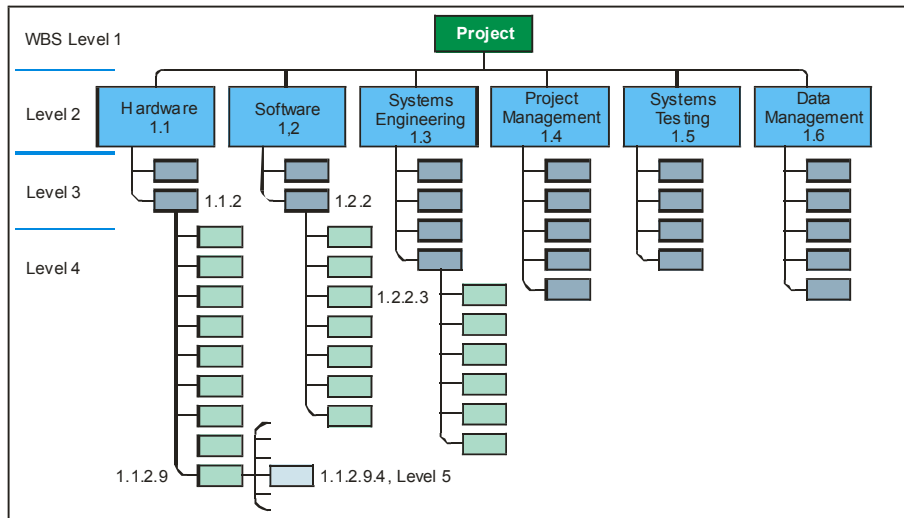 Project
WBS Level 1
Level 2
Hardware
1.1
Software
1,2
Systems
Engineering
1.3
Project
Management
1.4
Systems
Testing
1.5
Data
Management
1.6
Level 3
1.1.2
1.2.2
Level 4
1.2.2.3
1.1.2.9
1.1.2.9.4, Level 5